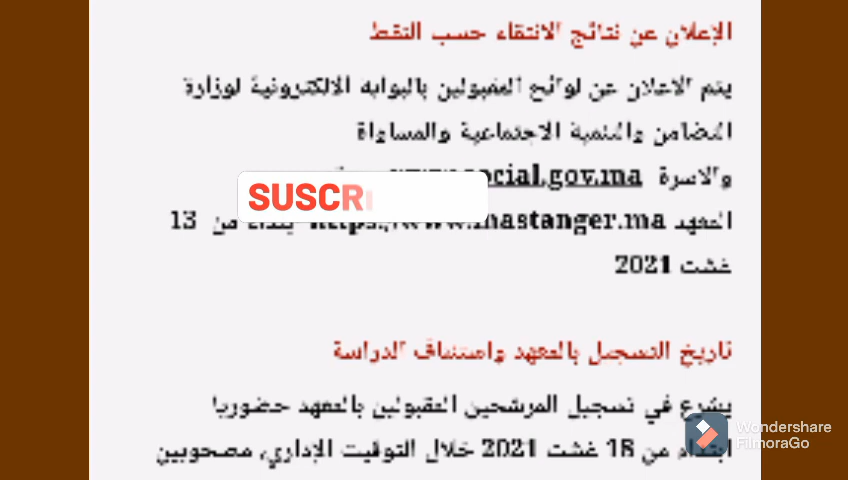 الإعلان عن نتائج الانتقاء حسب النقط
يتم الاعلان عن لوائح المقبولين بالبوابة الالكترونية لوزارة
التضامن والتنمية الاجتماعية والمساواة
والاسرة social.gov.ma
SUSCR
المعهد https://www.inastanger.ma ابتداء من 13
غشت 2021
تاريخ التسجيل بالمعهد واستئناف الدراسة
يشرع في تسجيل المرشحين المقبولين بالمعهد حضوريا
ابتداء من 18 غشت 2021 خلال التوقيت الإداري، مصحوبين
Wondershare
FilmoraGo